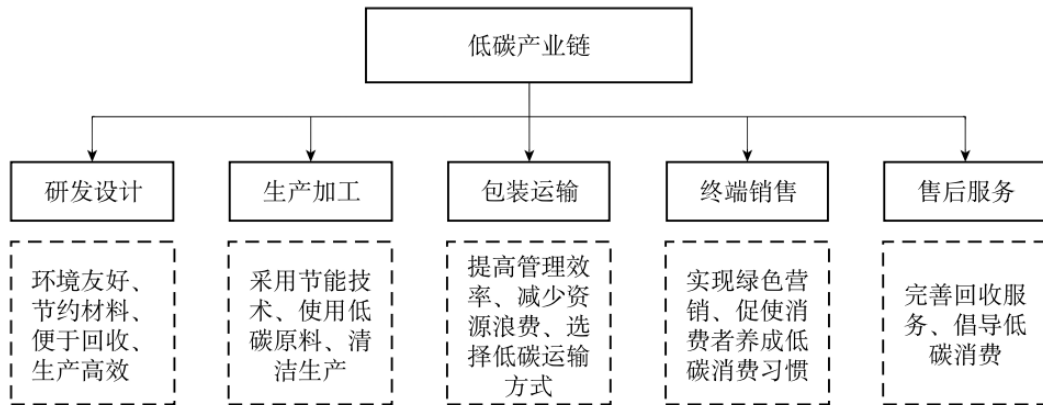 低碳产业链
研发设计
生产加工
包装运输
终端销售
售后服务
环境友好、
节约材料、
便于回收、
生产高效
采用节能技
术、使用低
碳原料、清
洁生产
提高管理效
率、减少资
源浪费、选
择低碳运输
方式
实现绿色营
销、促使消
费者养成低
碳消费习惯
完善回收服
务、倡导低
碳消费